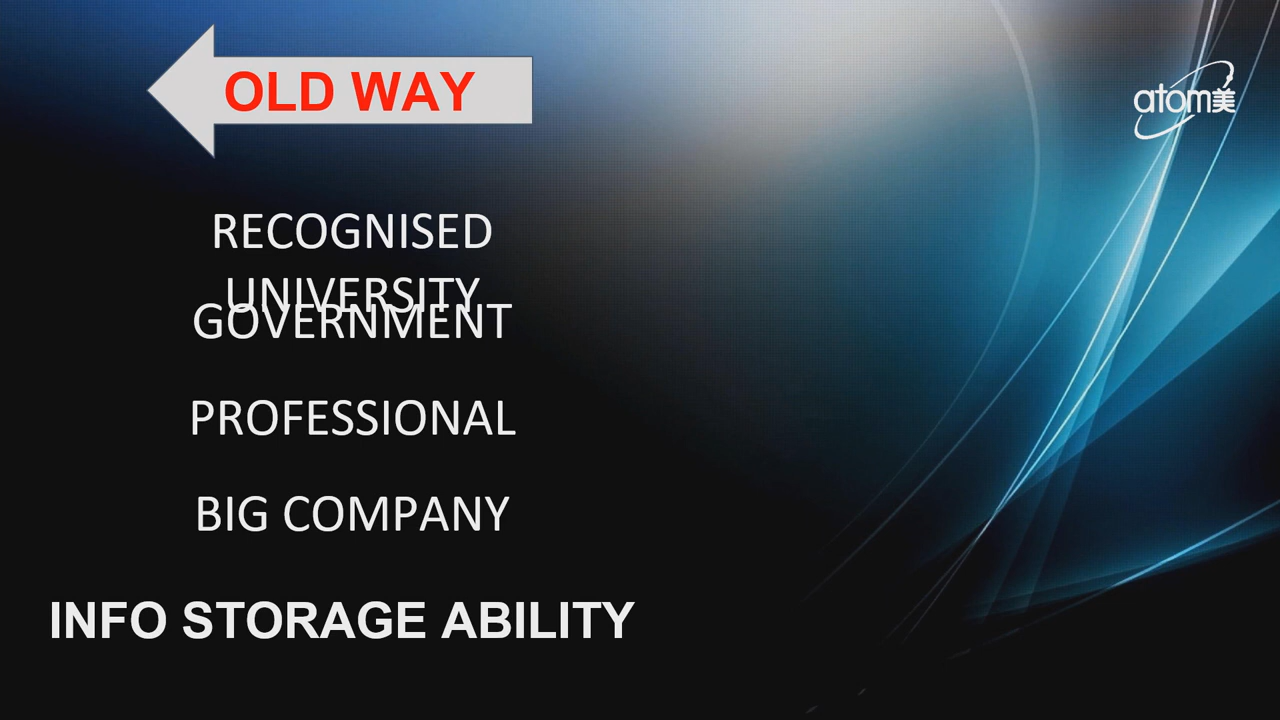 OLD WAY
atom美
RECOGNISED
UNIVERSITY
GOVERNMENT
PROFESSIONAL
BIG COMPANY
INFO STORAGE ABILITY